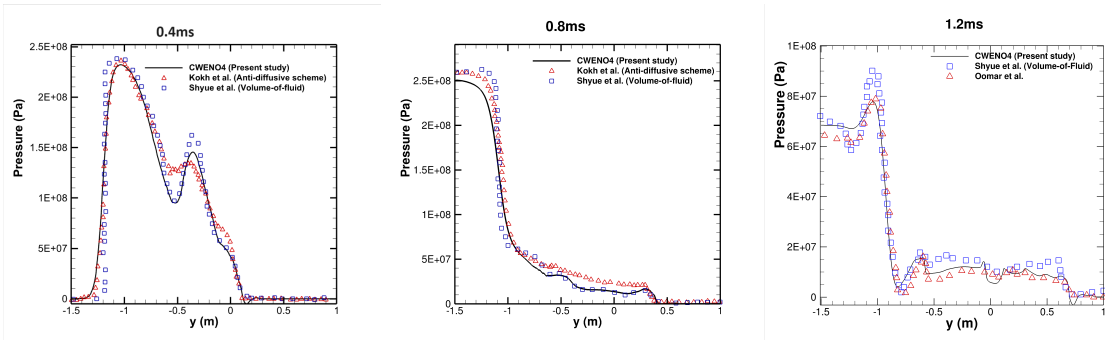 0.4ms
2.5E+08
2E+08
1.5E+08
1E+08
5E+07
0
Pressure (Pa)
CWENO4 (Present study)
Kokh et al. (Anti-diffusive scheme)
Shyue et al. (Volume-of-fluid)
-1.5
-1
-0.5
0
0.5
1
y (m)
0.8ms
2.5E+08
2E+08
1.5E+08
1E+08
5E+07
0
Pressure (Pa)
CWENO4 (Present study)
Kokh et al. (Anti-diffusive scheme)
Shyue et al. (Volume-of-fluid)
-1.5
-1
-0.5
0
0.5
1
y (m)
1.2ms
1E+08
8E+07
6E+07
4E+07
2E+07
0
Pressure (Pa)
CWENO4 (Present study)
Shyue et al. (Volume-of-Fluid)
Oomar et al.
-1.5
-1
-0.5
0
0.5
1
y (m)